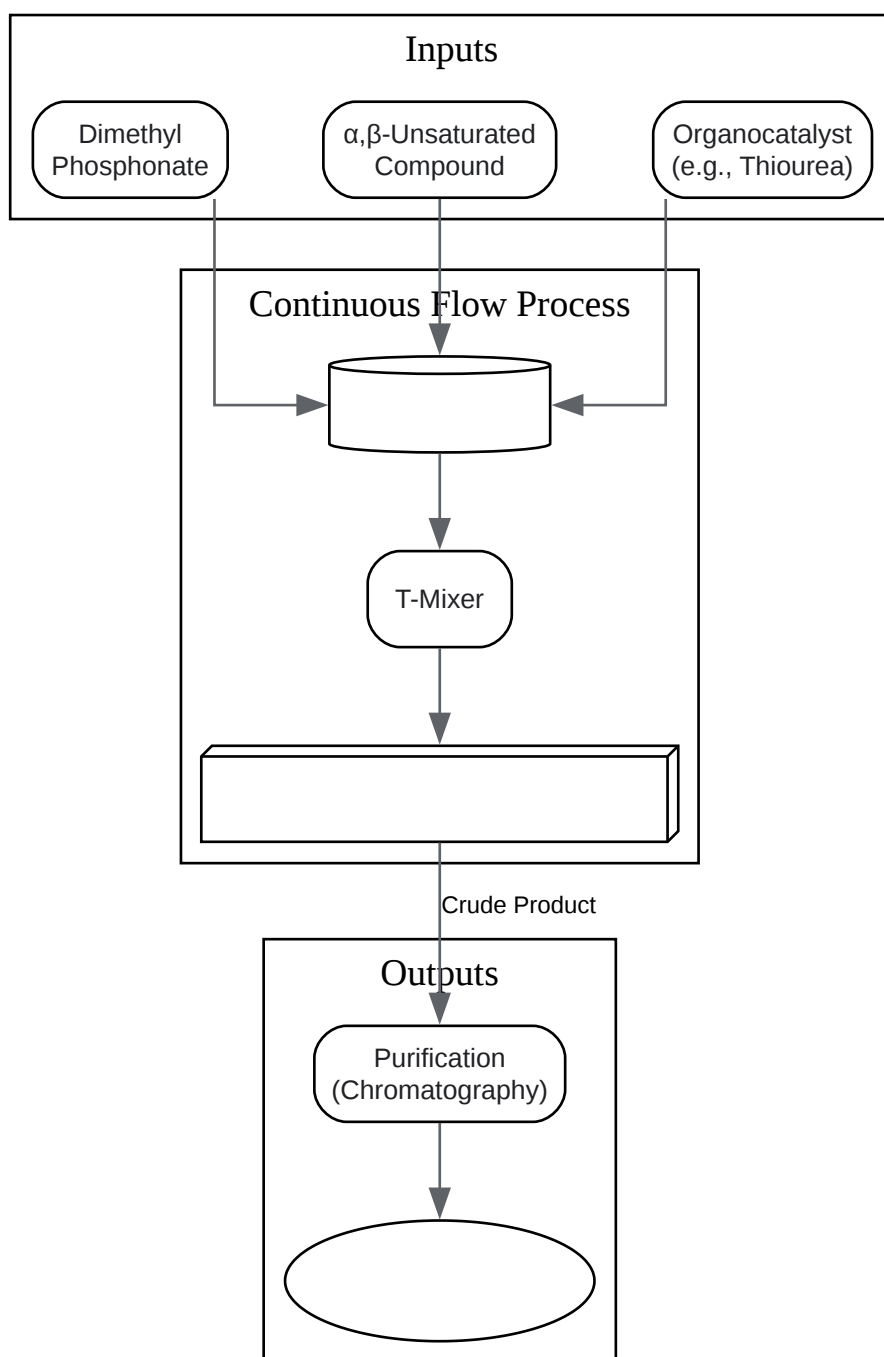 Inputs
Dimethyl
Phosphonate
α,β-Unsaturated
Compound
Organocatalyst
(e.g., Thiourea)
Continuous Flow Process
T-Mixer
Crude Product
Outputs
Purification
(Chromatography)